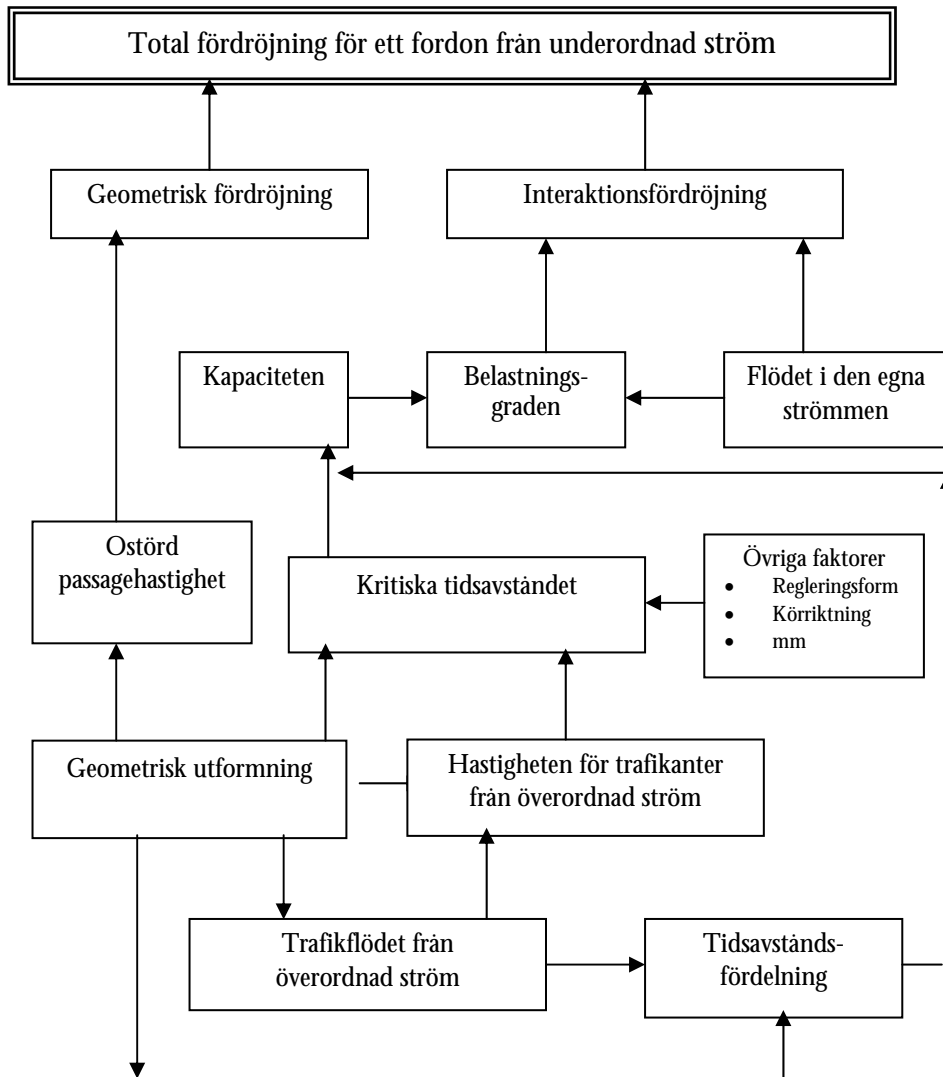 Total fördröjning för ett fordon från underordnad ström
Geometrisk fördröjning
Interaktionsfördröjning
Kapaciteten
Belastnings-
graden
Flödet i den egna
strömmen
Ostörd
passagehastighet
Kritiska tidsavståndet
Övriga faktorer
• Regleringsform
• Körriktning
• mm
Geometrisk utformning
Hastigheten för trafikanter
från överordnad ström
Trafikflödet från
överordnad ström
Tidsavstånds-
fördelning